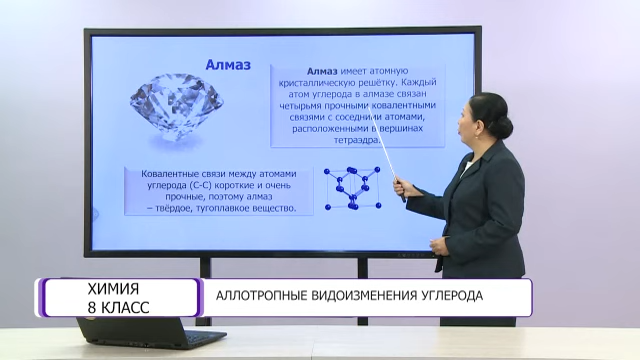 Алмаз
Алмаз имеет атомную
кристаллическую решётку. Каждый
атом углерода в алмазе связан
четырьмя прочными ковалентными
связями с соседними атомами,
расположенными в вершинах
тетраэдра.
Ковалентные связи между атомами
углерода (С-С) короткие и очень
прочные, поэтому алмаз
– твёрдое, тугоплавкое вещество.
ХИМИЯ
8 КЛАСС
АЛЛОТРОПНЫЕ ВИДОИЗМЕНЕНИЯ УГЛЕРОДА